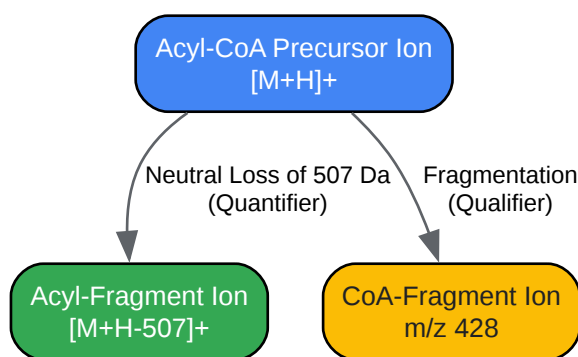 Acyl-CoA Precursor Ion
[M+H]+
Neutral Loss of 507 Da
(Quantifier)
Fragmentation
(Qualifier)
Acyl-Fragment Ion
[M+H-507]+
CoA-Fragment Ion
m/z 428